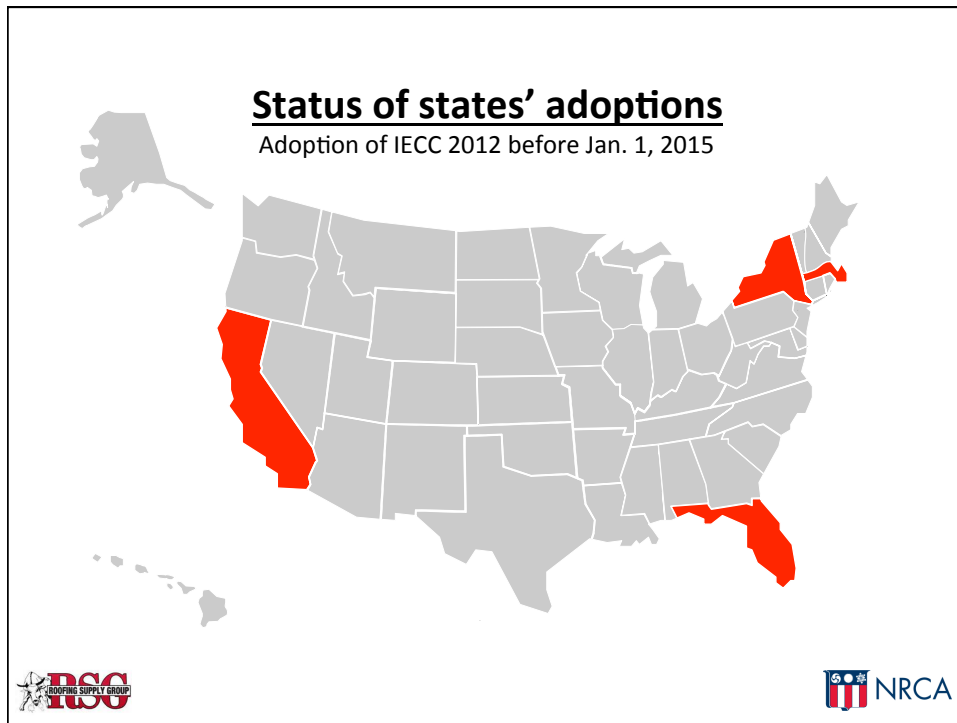 Status of states’ adoptions
Adoption of IECC 2012 before Jan. 1, 2015
RSG
ROOFING SUPPLY GROUP
NRCA